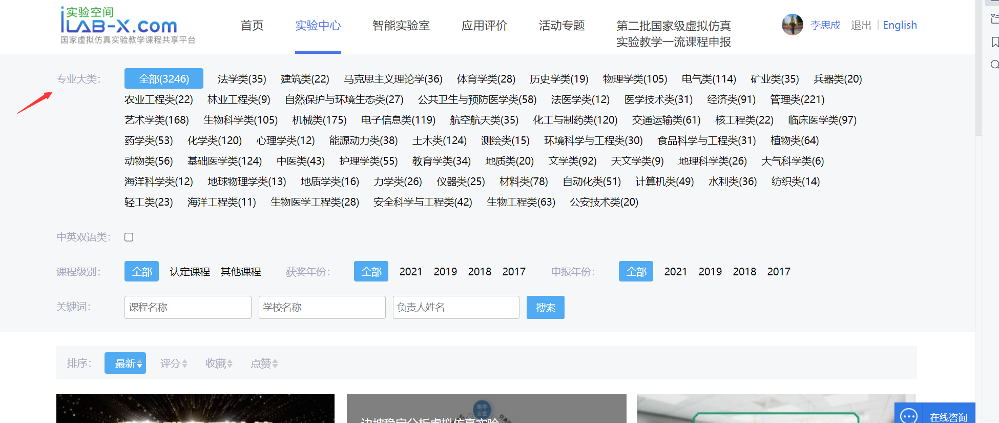 实验空间
iLAB-X.com
国家虚拟仿真实验教学课程共享平台
首页 实验中心 智能实验室 应用评价 活动专题 第二批国家级虚拟仿真
实验教学一流课程申报
李思成 退出 English
专业大类: 全部(3246) 法学类(35) 建筑类(22) 马克思主义理论学(36) 体育学类(28) 历史学类(19) 物理学类(105) 电气类(114) 矿业类(35) 兵器类(20)
农业工程类(22) 林业工程类(9) 自然保护与环境生态类(27) 公共卫生与预防医学类(58) 法医学类(12) 医学技术类(31) 经济类(91) 管理类(221)
艺术学类(168) 生物科学类(105) 机械类(175) 电子信息类(119) 航空航天类(35) 化工与制药类(120) 交通运输类(61) 核工程类(22) 临床医学类(97)
药学类(53) 化学类(120) 心理学类(12) 能源动力类(38) 土木类(124) 测绘类(15) 环境科学与工程类(30) 食品科学与工程类(31) 植物类(64)
动物类(56) 基础医学类(124) 中医类(43) 护理学类(55) 教育学类(34) 地质类(20) 文学类(92) 天文学类(9) 地理科学类(26) 大气科学类(6)
海洋科学类(12) 地球物理学类(13) 地质学类(16) 力学类(26) 仪器类(25) 材料类(78) 自动化类(51) 计算机类(49) 水利类(36) 纺织类(14)
轻工类(23) 海洋工程类(11) 生物医学工程类(28) 安全科学与工程类(42) 生物工程类(63) 公安技术类(20)
中英双语类:
课程级别: 全部 认定课程 其他课程 获奖年份: 全部 2021 2019 2018 2017 申报年份: 全部 2021 2019 2018 2017
关键词: 课程名称 学校名称 负责人姓名 搜索
排序: 最新 评分 收藏 点赞
地学
云堂
边坡稳定分析虚拟仿真实验
在线咨询